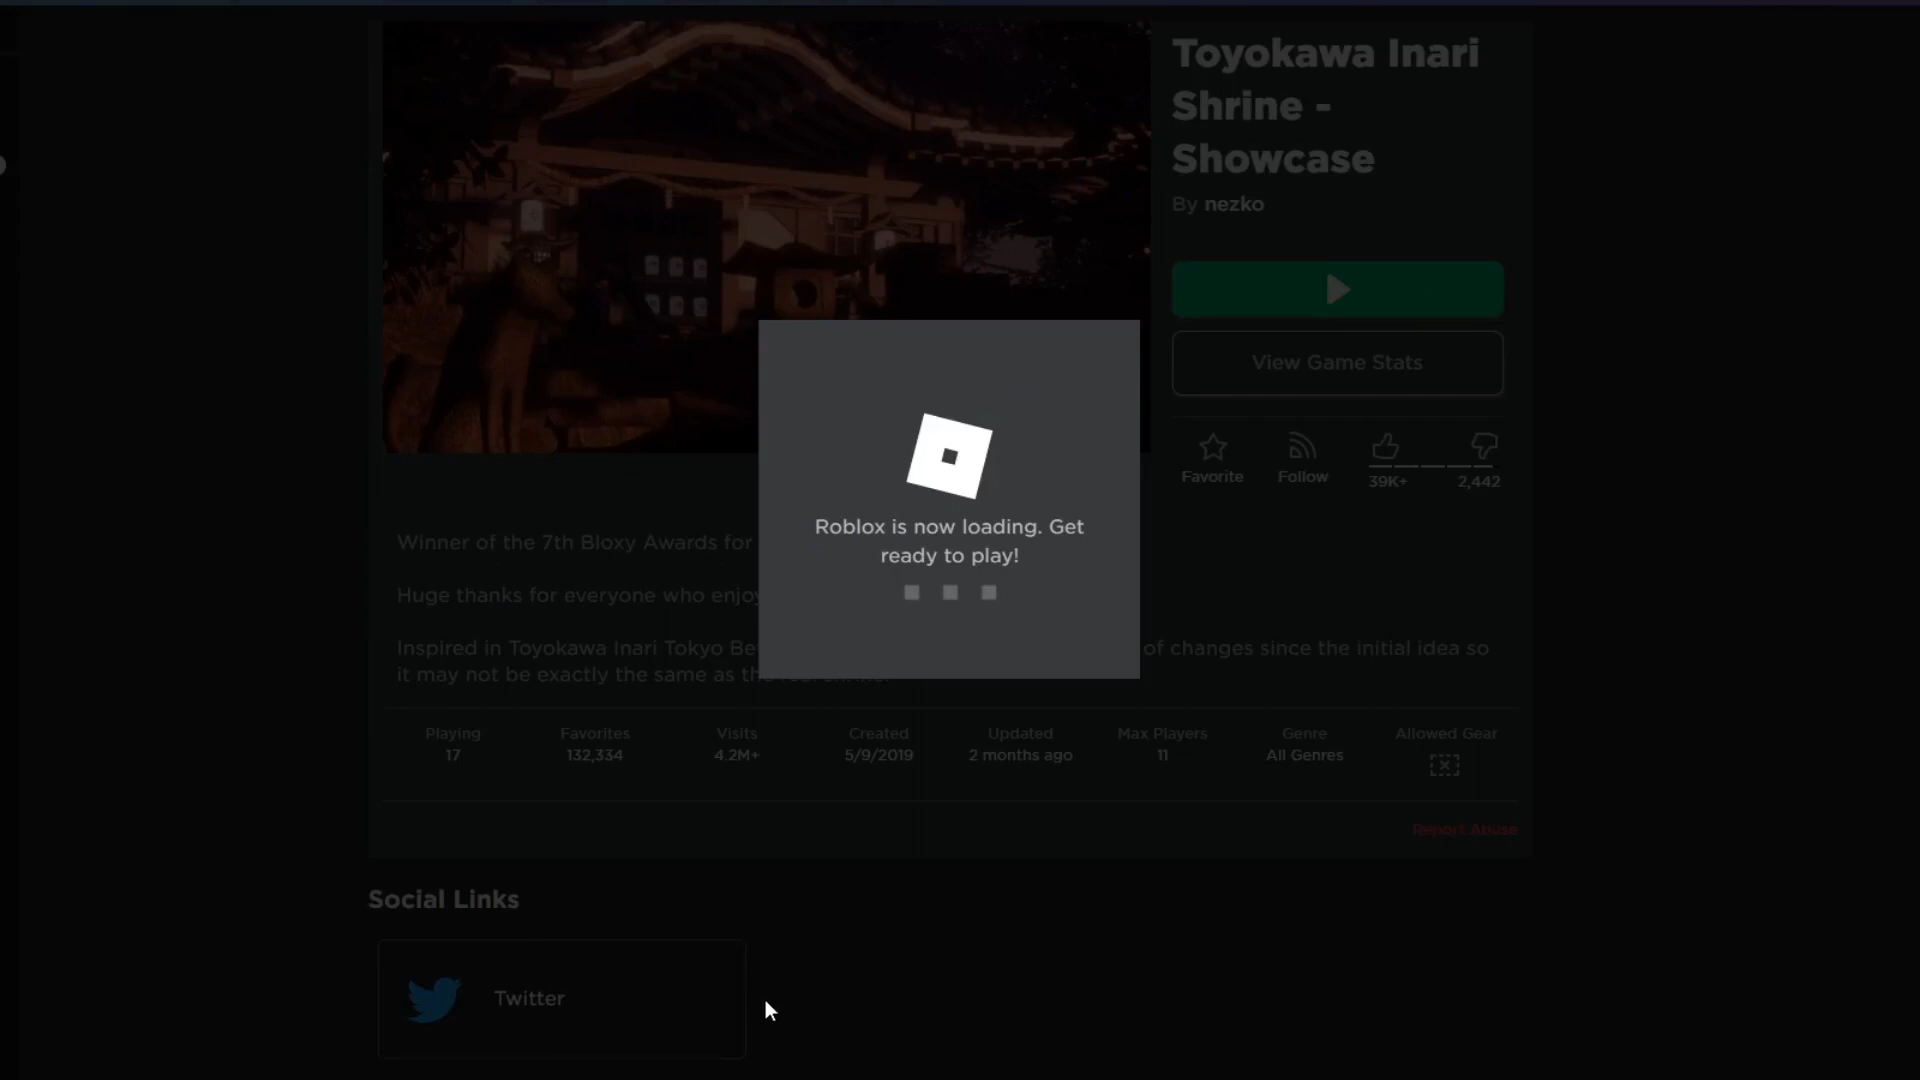 Toyokawa Inari
Shrine -
Showcase
By nezko
View Game Stats
Favorite
Follow
39K+
2,442
Roblox is now loading. Get
ready to play!
Winner of the 7th Bloxy Awards for
Huge thanks for everyone who enjoy
Inspired in Toyokawa Inari Tokyo Be of changes since the initial idea so
it may not be exactly the same as
Playing
17
Favorites
132,334
Visits
4.2M+
Created
5/9/2019
Updated
2 months ago
Max Players
11
Genre
All Genres
Allowed Gear
Report Abuse
Social Links
Twitter